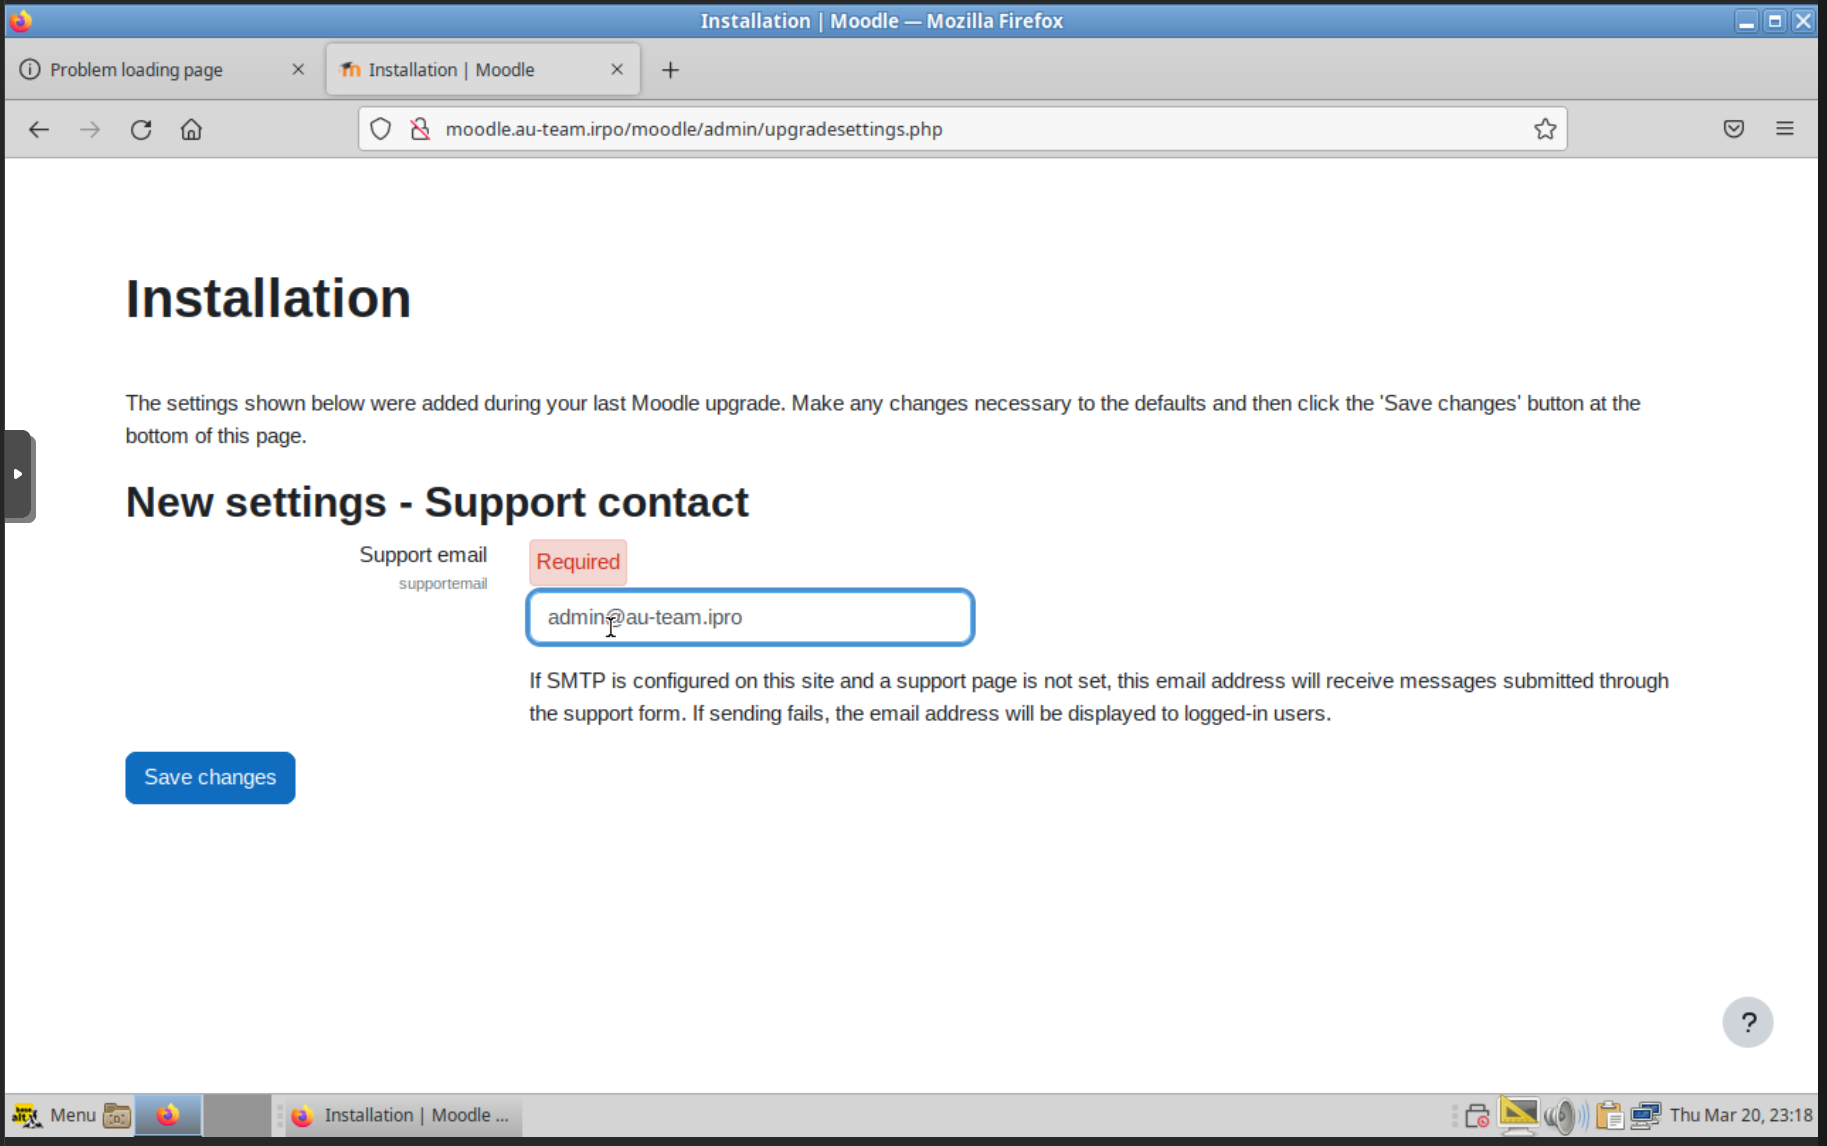 Installation | Moodle — Mozilla Firefox
Problem loading page
Installation | Moodle
moodle.au-team.irpo/moodle/admin/upgradesettings.php
Installation
The settings shown below were added during your last Moodle upgrade. Make any changes necessary to the defaults and then click the 'Save changes' button at the
bottom of this page.
New settings - Support contact
Support email
Required
supportemail
admin@au-team.ipro
If SMTP is configured on this site and a support page is not set, this email address will receive messages submitted through
the support form. If sending fails, the email address will be displayed to logged-in users.
Save changes
?
Menu
Installation | Moodle ...
Thu Mar 20, 23:18